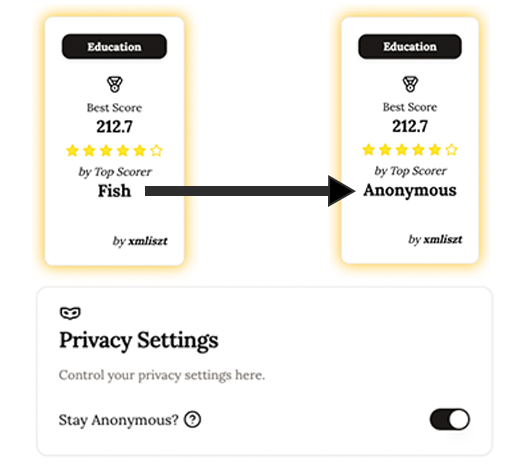 Education
Best Score
212.7
by Top Scorer
Fish
by xmliszt
Education
Best Score
212.7
by Top Scorer
Anonymous
by xmliszt
Privacy Settings
Control your privacy settings here.
Stay Anonymous? ?